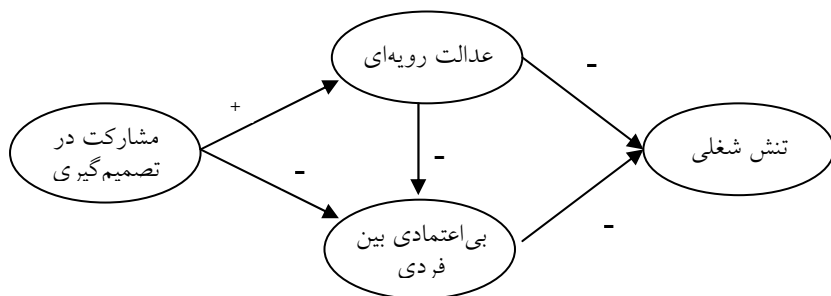 عدالت رویه‌ای
-
+
مشارکت در
تصمیم‌گیری
-
-
تنش شغلی
-
بی‌اعتمادی بین
فردی